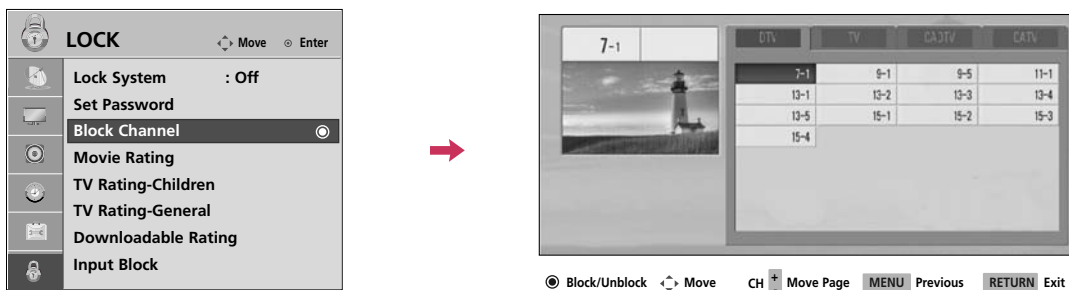 LOCK
Move Enter
Lock System : Off
Set Password
Block Channel
Movie Rating
TV Rating-Children
TV Rating-General
Downloadable Rating
Input Block
7-1
DTV TV CADTV CATV
7-1 9-1 9-5 11-1
13-1 13-2 13-3 13-4
13-5 15-1 15-2 15-3
15-4
Block/Unblock Move CH + Move Page MENU Previous RETURN Exit